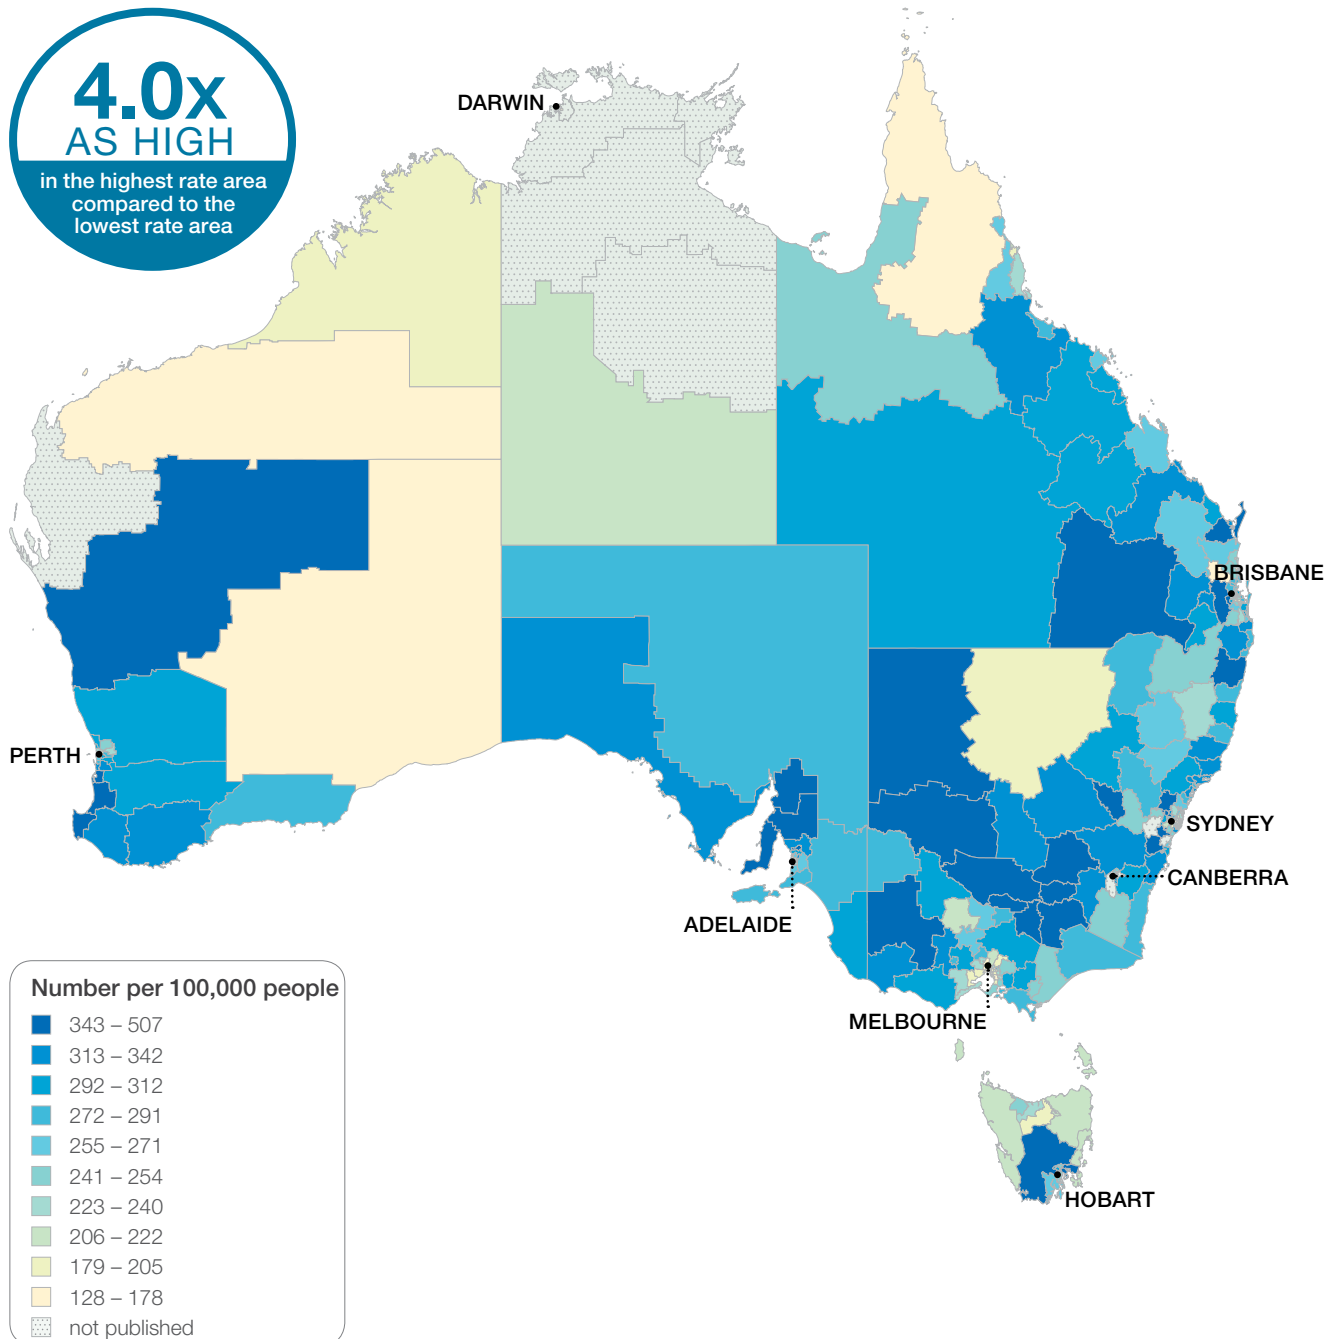 4.0x
AS HIGH
in the highest rate area
compared to the
lowest rate area
DARWIN
BRISBANE
PERTH
SYDNEY
CANBERRA
ADELAIDE
MELBOURNE
HOBART
Number per 100,000 people
343 – 507
313 – 342
292 – 312
272 – 291
255 – 271
241 – 254
223 – 240
206 – 222
179 – 205
128 – 178
not published